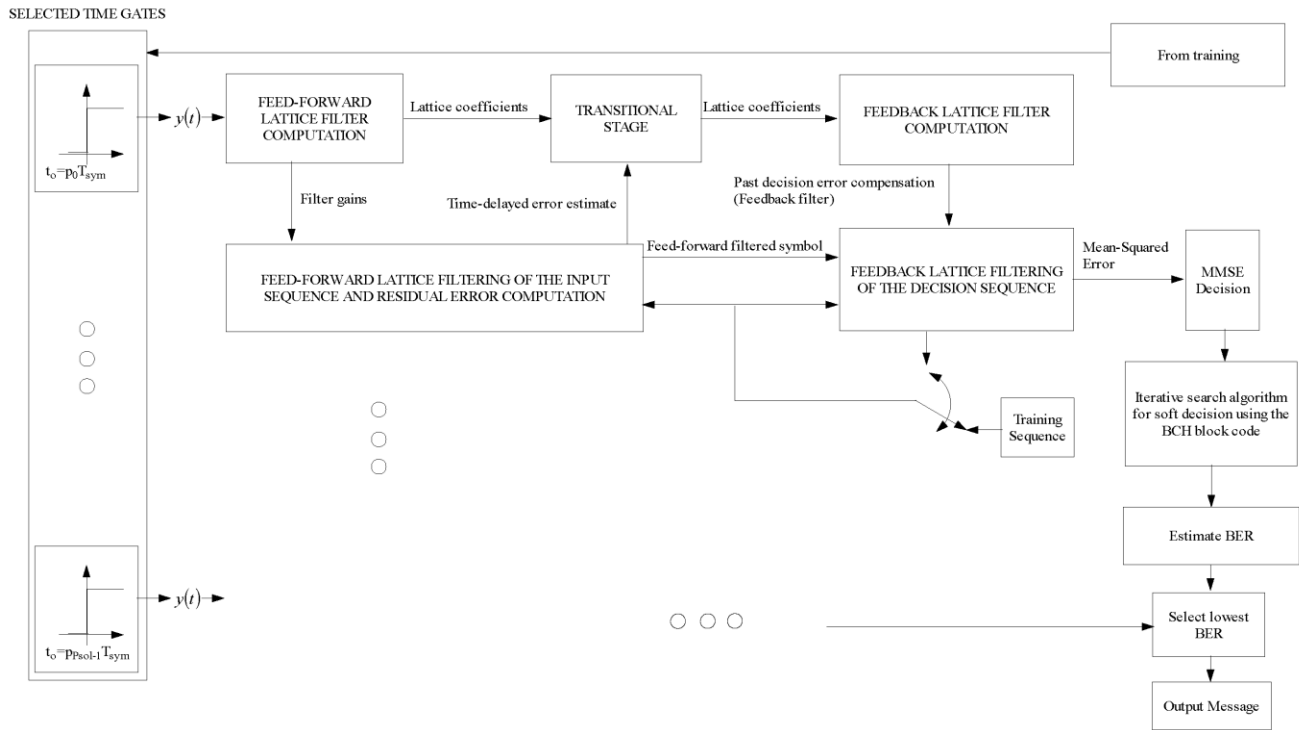 SELECTED TIME GATES
From training
FEED-FORWARD
LATTICE FILTER
COMPUTATION
Lattice coefficients
TRANSITIONAL
STAGE
Lattice coefficients
FEEDBACK LATTICE FILTER
COMPUTATION
y(t)
t₀=p₀Tsym
Filter gains
Time-delayed error estimate
Past decision error compensation
(Feedback filter)
FEED-FORWARD LATTICE FILTERING OF THE INPUT
SEQUENCE AND RESIDUAL ERROR COMPUTATION
Feed-forward filtered symbol
FEEDBACK LATTICE FILTERING
OF THE DECISION SEQUENCE
Mean-Squared
Error
MMSE
Decision
Iterative search algorithm
for soft decision using the
BCH block code
Training
Sequence
Estimate BER
y(t)
t₀=pPsol-1Tsym
Select lowest
BER
Output Message